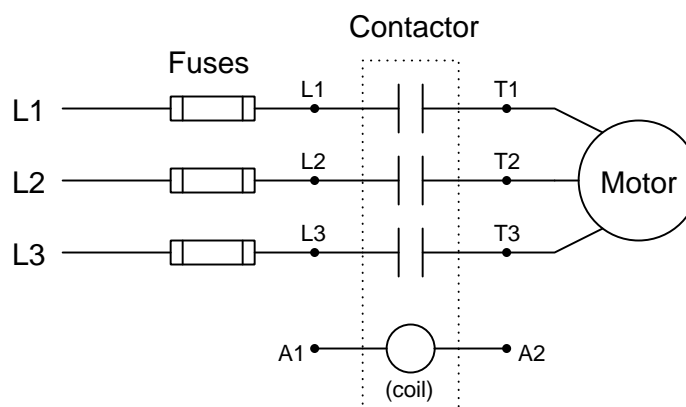 Contactor
Fuses
L1 L1 T1
L2 L2 T2 Motor
L3 L3 T3
A1 A2
(coil)